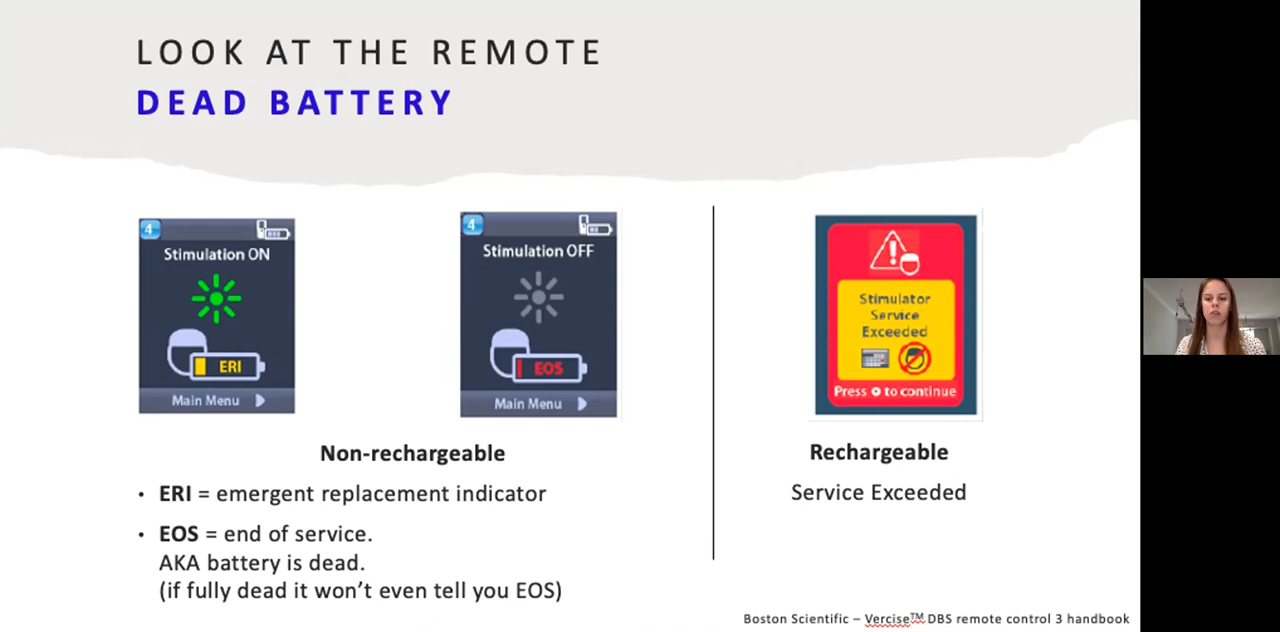 LOOK AT THE REMOTE
DEAD BATTERY
4
Stimulation ON
ERI
Main Menu
4
Stimulation OFF
EOS
Main Menu
Stimulator
Service
Exceeded
Press to continue
Non-rechargeable
• ERI = emergent replacement indicator
• EOS = end of service.
AKA battery is dead.
(if fully dead it won't even tell you EOS)
Rechargeable
Service Exceeded
Boston Scientific – Vercise™ DBS remote control 3 handbook